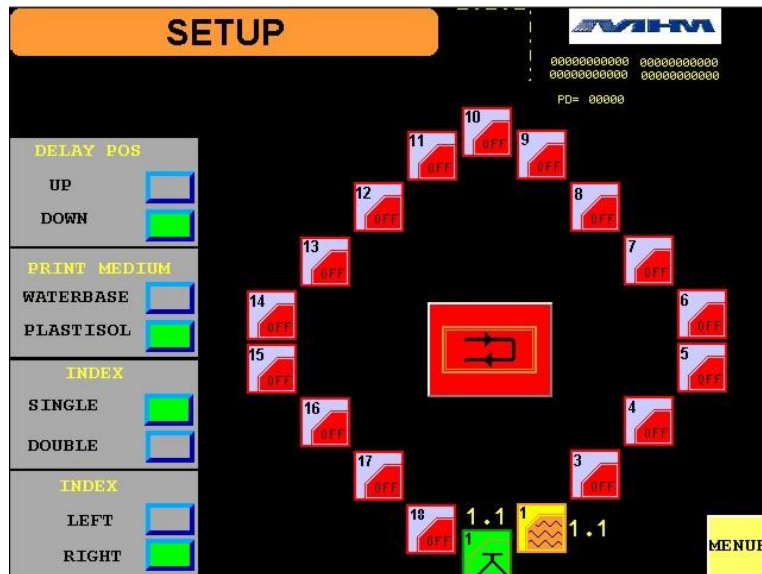 SETUP
MHM
00000000000 00000000000
00000000000 00000000000
PD= 00000
DELAY POS
UP
DOWN
PRINT MEDIUM
WATERBASE
PLASTISOL
INDEX
SINGLE
DOUBLE
INDEX
LEFT
RIGHT
10
OFF
11
OFF
9
OFF
12
OFF
8
OFF
13
OFF
7
OFF
14
OFF
6
OFF
15
OFF
5
OFF
16
OFF
4
OFF
17
OFF
3
OFF
18
OFF
1.1
1
1
1.1
MENUE